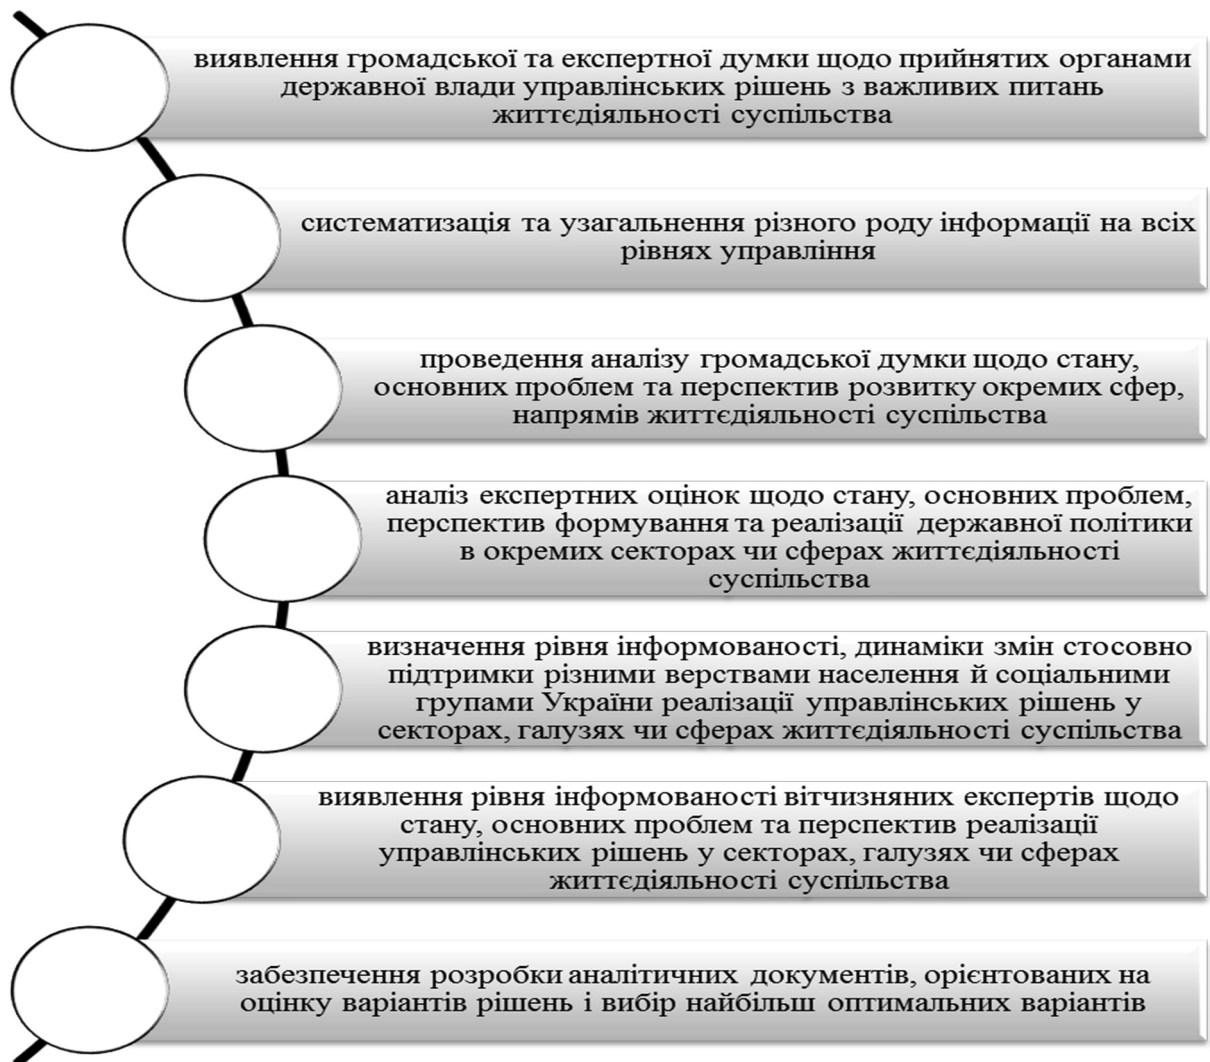 виявлення громадської та експертної думки щодо прийнятих органами
державної влади управлінських рішень з важливих питань
життєдіяльності суспільства
систематизація та узагальнення різного роду інформації на всіх
рівнях управління
проведення аналізу громадської думки щодо стану,
основних проблем та перспектив розвитку окремих сфер,
напрямів життєдіяльності суспільства
аналіз експертних оцінок щодо стану, основних проблем,
перспектив формування та реалізації державної політики
в окремих секторах чи сферах життєдіяльності
суспільства
визначення рівня інформованості, динаміки змін стосовно
підтримки різними верствами населення й соціальними
групами України реалізації управлінських рішень у
секторах, галузях чи сферах життєдіяльності суспільства
виявлення рівня інформованості вітчизняних експертів щодо
стану, основних проблем та перспектив реалізації
управлінських рішень у секторах, галузях чи сферах
життєдіяльності суспільства
забезпечення розробки аналітичних документів, орієнтованих на
оцінку варіантів рішень і вибір найбільш оптимальних варіантів